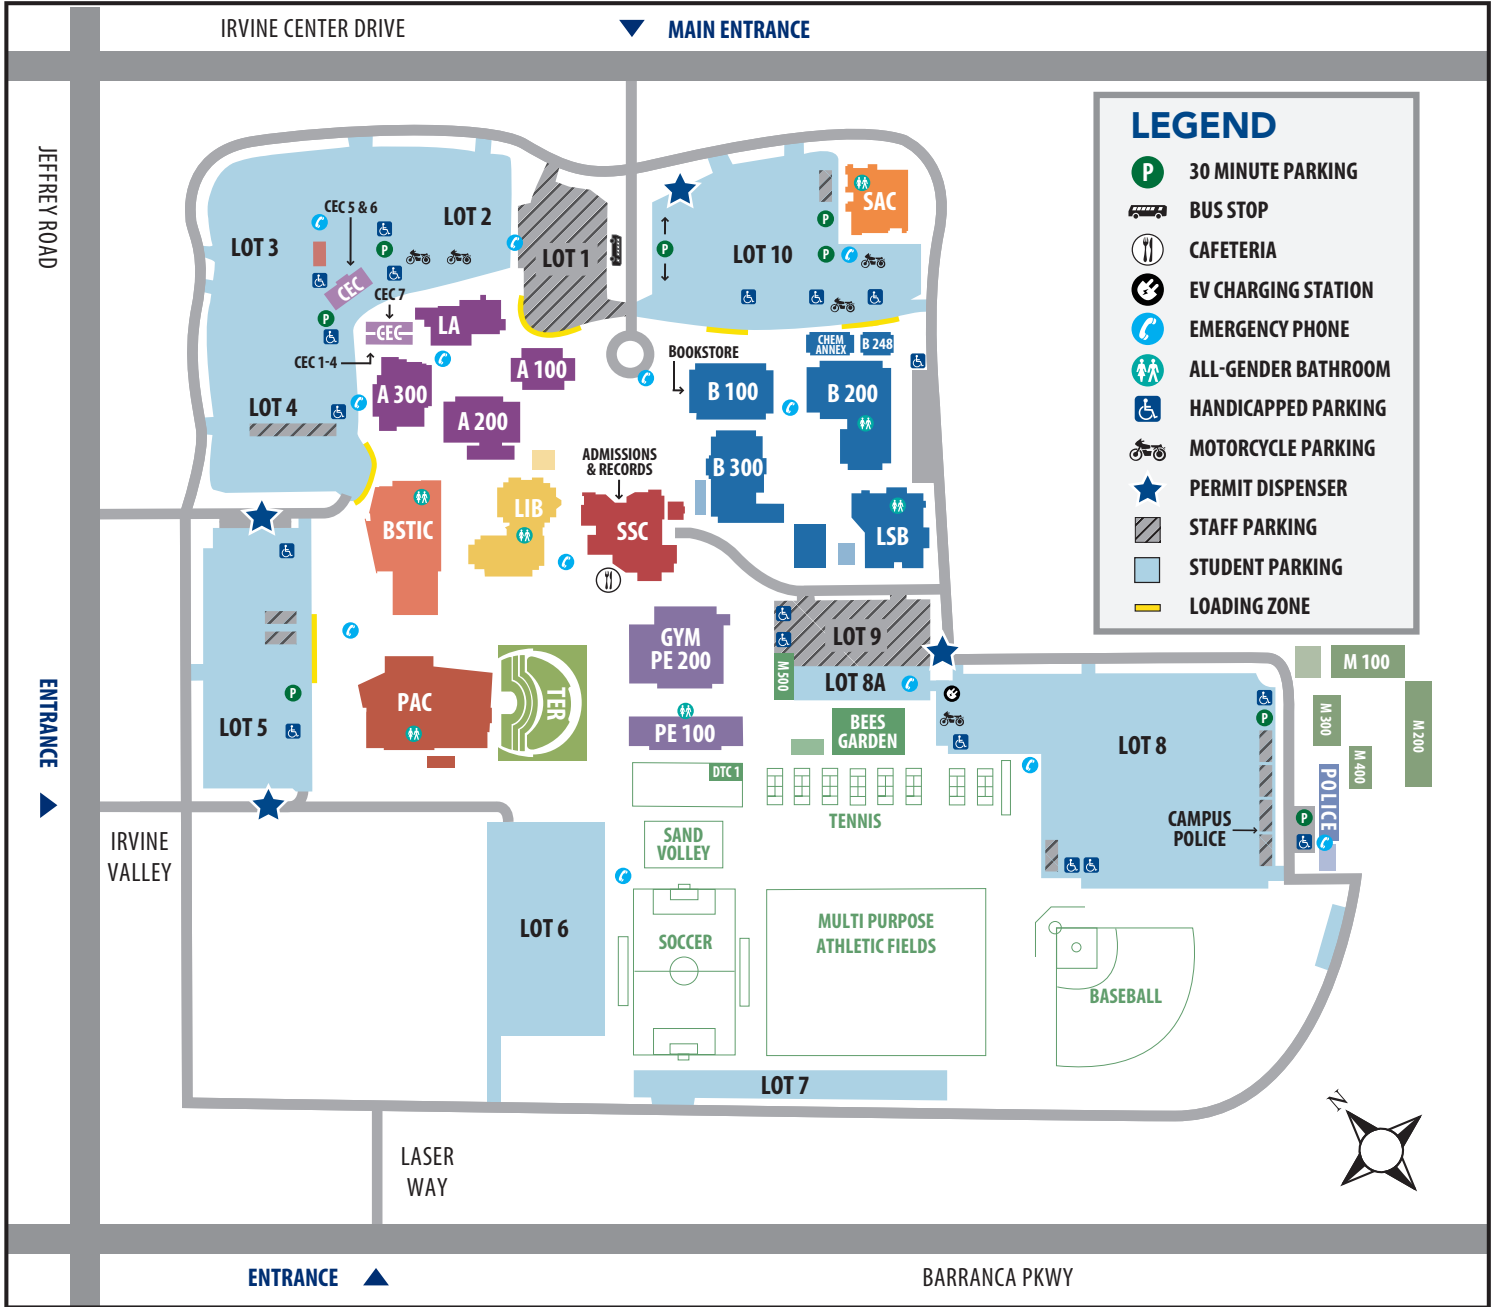 IRVINE CENTER DRIVE
MAIN ENTRANCE
JEFFREY ROAD
LEGEND
P 30 MINUTE PARKING
BUS STOP
CAFETERIA
EV CHARGING STATION
EMERGENCY PHONE
ALL-GENDER BATHROOM
HANDICAPPED PARKING
MOTORCYCLE PARKING
PERMIT DISPENSER
STAFF PARKING
STUDENT PARKING
LOADING ZONE
CEC 5 & 6
LOT 2
LOT 3
LOT 1
LOT 10
SAC
P
P
P
P
P
CEC
CEC 7
CEC
LA
CEC 1-4
A 100
A 300
A 200
LOT 4
BOOKSTORE
B 100
CHEM
ANNEX
B 248
B 200
B 300
ADMISSIONS
& RECORDS
BSTIC
LIB
SSC
LSB
LOT 9
GYM
PE 200
M 500
LOT 8A
PAC
TER
PE 100
BEES
GARDEN
LOT 5
P
DTC 1
TENNIS
LOT 8
P
M 100
M 300
M 200
M 400
POLICE
CAMPUS
POLICE
P
ENTRANCE
IRVINE
VALLEY
SAND
VOLLEY
LOT 6
SOCCER
MULTI PURPOSE
ATHLETIC FIELDS
BASEBALL
LOT 7
N
LASER
WAY
ENTRANCE
BARRANCA PKWY